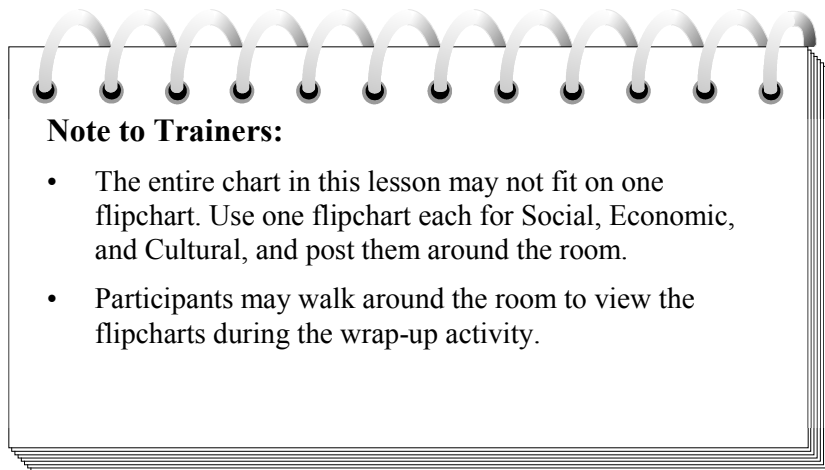 Note to Trainers:
• The entire chart in this lesson may not fit on one
flipchart. Use one flipchart each for Social, Economic,
and Cultural, and post them around the room.
• Participants may walk around the room to view the
flipcharts during the wrap-up activity.